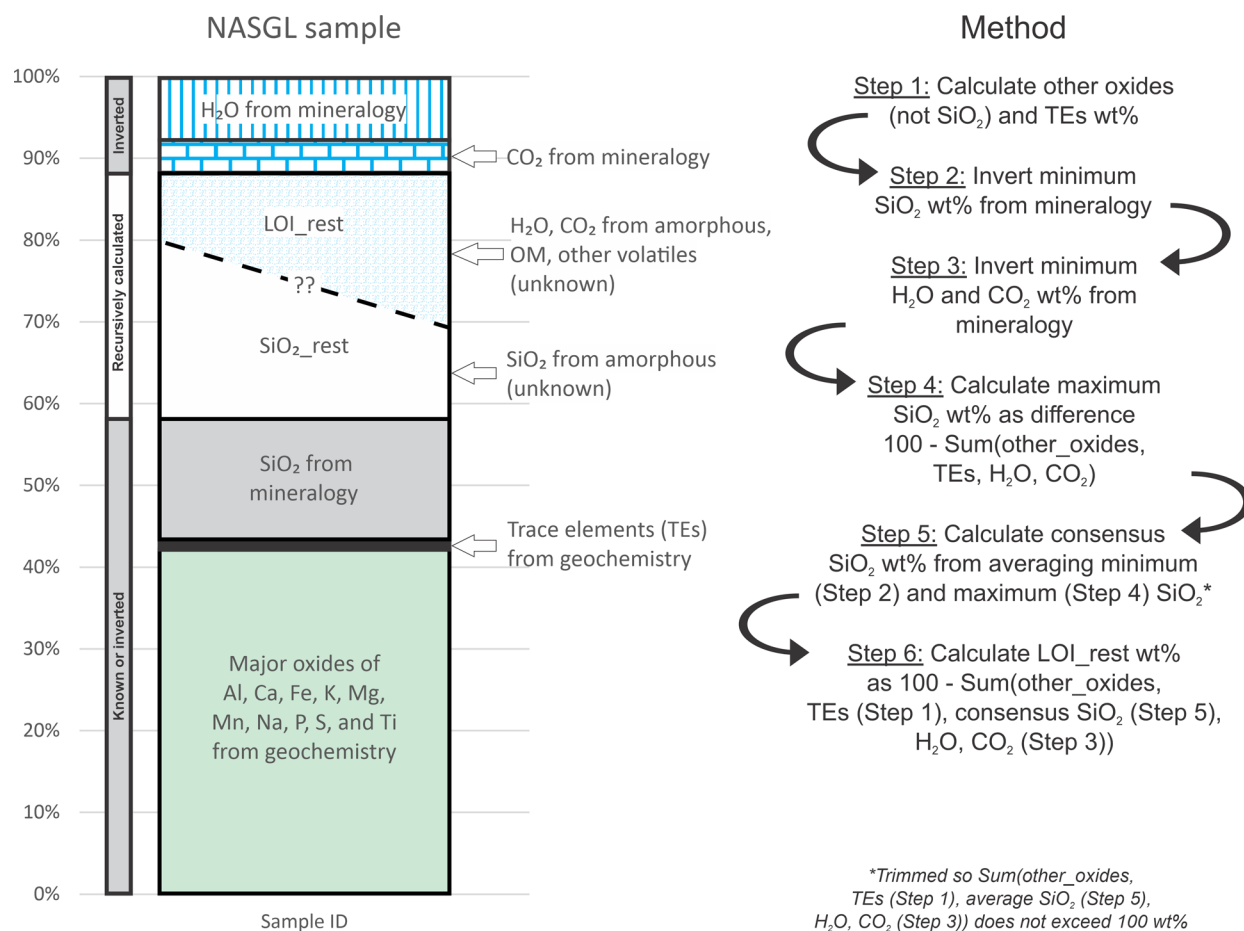 NASGL sample
100%
90%
80%
70%
60%
50%
40%
30%
20%
10%
0%
Inverted
Recursively calculated
Known or inverted
H₂O from mineralogy
CO₂ from mineralogy
LOI_rest
??
H₂O, CO₂ from amorphous,
OM, other volatiles
(unknown)
SiO₂_rest
SiO₂ from amorphous
(unknown)
SiO₂ from
mineralogy
Trace elements (TEs)
from geochemistry
Major oxides of
Al, Ca, Fe, K, Mg,
Mn, Na, P, S, and Ti
from geochemistry
Sample ID
Method
Step 1: Calculate other oxides
(not SiO₂) and TEs wt%
Step 2: Invert minimum
SiO₂ wt% from mineralogy
Step 3: Invert minimum
H₂O and CO₂ wt% from
mineralogy
Step 4: Calculate maximum
SiO₂ wt% as difference
100 - Sum(other_oxides,
TEs, H₂O, CO₂)
Step 5: Calculate consensus
SiO₂ wt% from averaging minimum
(Step 2) and maximum (Step 4) SiO₂*
Step 6: Calculate LOI_rest wt%
as 100 - Sum(other_oxides,
TEs (Step 1), consensus SiO₂ (Step 5),
H₂O, CO₂ (Step 3))
*Trimmed so Sum(other_oxides,
TEs (Step 1), average SiO₂ (Step 5),
H₂O, CO₂ (Step 3)) does not exceed 100 wt%